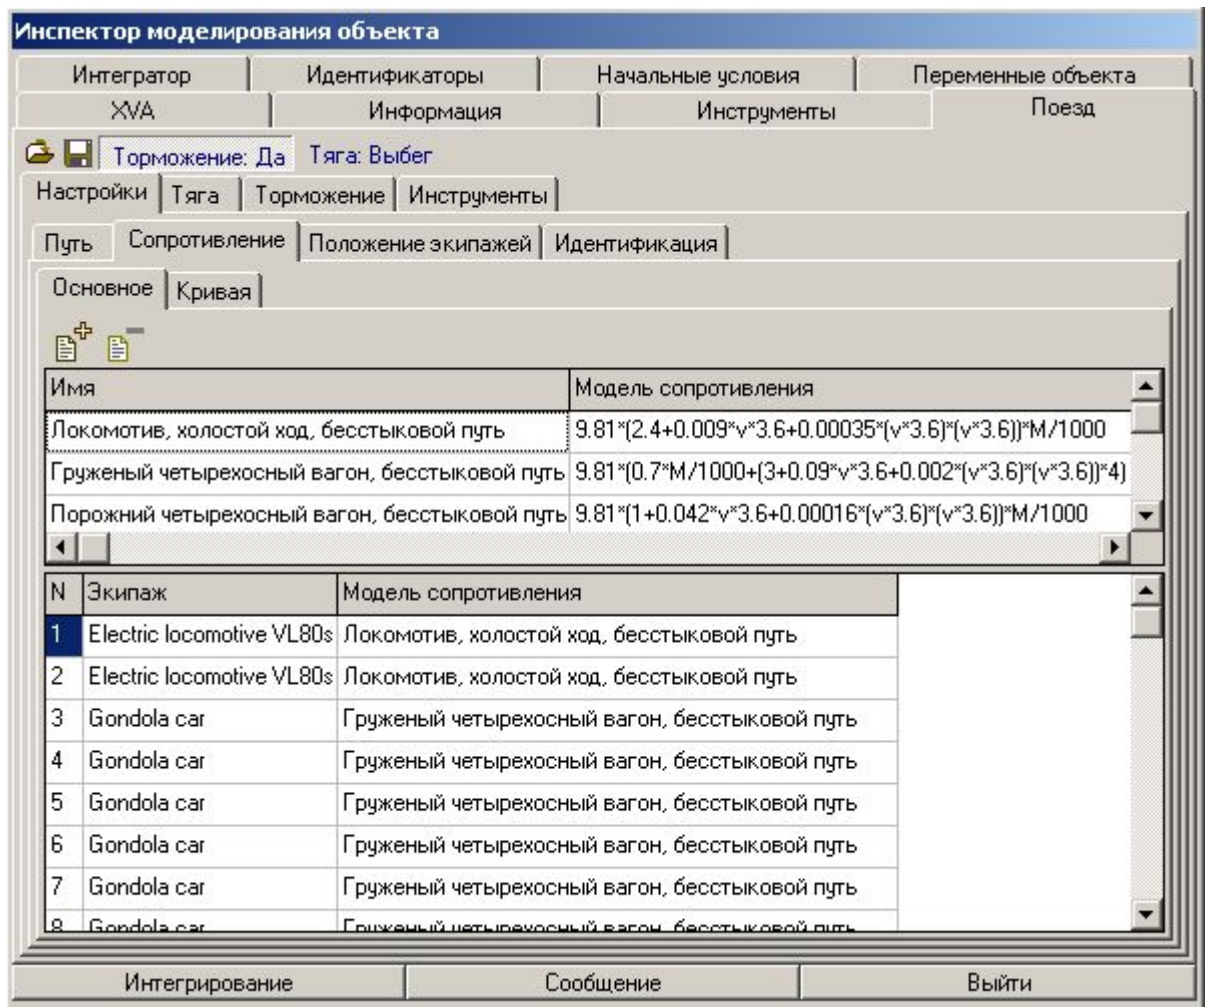 Инспектор моделирования объекта
Интегратор Идентификаторы Начальные условия Переменные объекта
XVA Информация Инструменты Поезд
Торможение: Да Тяга: Выбег
Настройки Тяга Торможение Инструменты
Путь Сопротивление Положение экипажей Идентификация
Основное Кривая
Имя Модель сопротивления
Локомотив, холостой ход, бесстыковой путь 9.81*(2.4+0.009*v*3.6+0.00035*(v*3.6)*(v*3.6))*M/1000
Груженый четырехосный вагон, бесстыковой путь 9.81*(0.7*M/1000+(3+0.09*v*3.6+0.002*(v*3.6)*(v*3.6))*4)
Порожний четырехосный вагон, бесстыковой путь 9.81*(1+0.042*v*3.6+0.00016*(v*3.6)*(v*3.6))*M/1000
N Экипаж Модель сопротивления
1 Electric locomotive VL80s Локомотив, холостой ход, бесстыковой путь
2 Electric locomotive VL80s Локомотив, холостой ход, бесстыковой путь
3 Gondola car Груженый четырехосный вагон, бесстыковой путь
4 Gondola car Груженый четырехосный вагон, бесстыковой путь
5 Gondola car Груженый четырехосный вагон, бесстыковой путь
6 Gondola car Груженый четырехосный вагон, бесстыковой путь
7 Gondola car Груженый четырехосный вагон, бесстыковой путь
8 Gondola car Груженый четырехосный вагон, бесстыковой путь
Интегрирование Сообщение Выйти